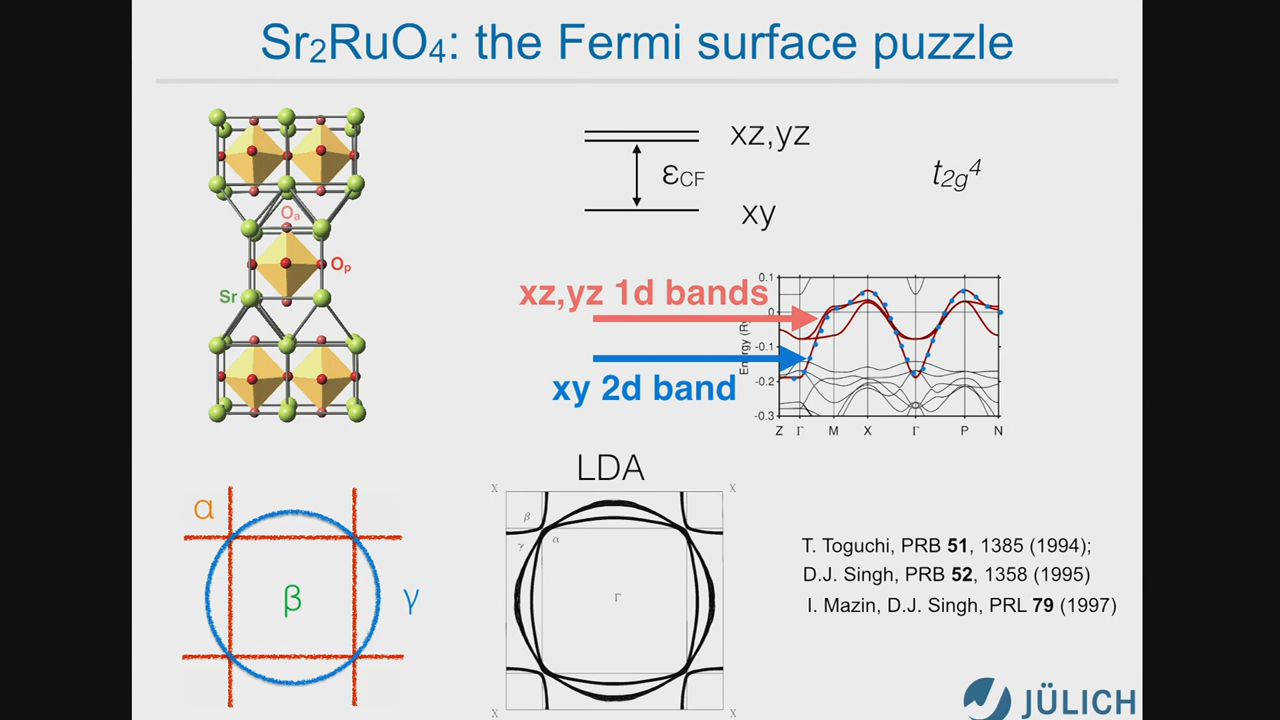 Sr₂RuO₄: the Fermi surface puzzle
xz,yz
εCF
t₂g⁴
xy
Oa
Op
Sr
xz,yz 1d bands
xy 2d band
0.1
0
-0.1
-0.2
-0.3
Z Γ M X Γ P N
LDA
α
β
γ
X X
β
γ α
Γ
X X
T. Toguchi, PRB 51, 1385 (1994);
D.J. Singh, PRB 52, 1358 (1995)
I. Mazin, D.J. Singh, PRL 79 (1997)
JÜLICH